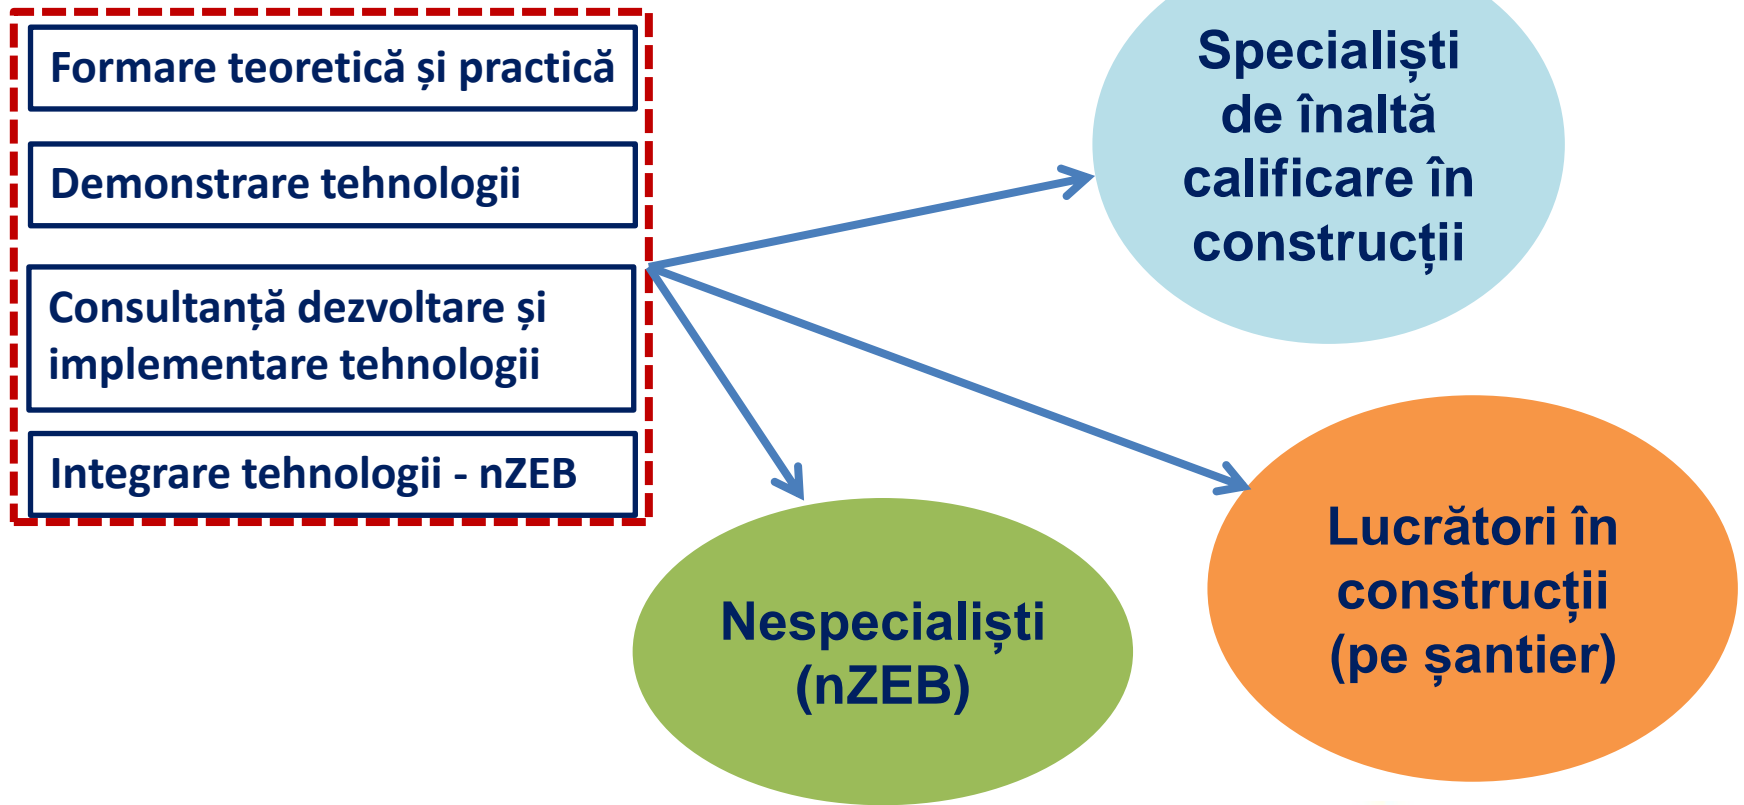 Formare teoretică și practică
Demonstrare tehnologii
Consultanță dezvoltare și
implementare tehnologii
Integrare tehnologii - nZEB
Specialiști
de înaltă
calificare în
construcții
Nespecialiști
(nZEB)
Lucrători în
construcții
(pe șantier)